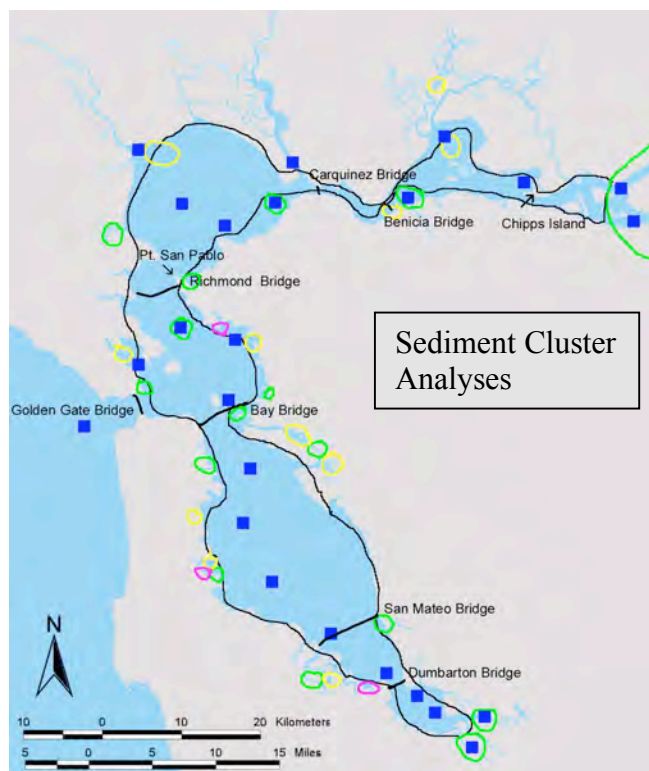 Carquinez Bridge
Benicia Bridge
Chipps Island
Pt. San Pablo
Richmond Bridge
Sediment Cluster
Analyses
Golden Gate Bridge
Bay Bridge
San Mateo Bridge
N
Dumbarton Bridge
10 0 10 20 Kilometers
5 0 5 10 15 Miles